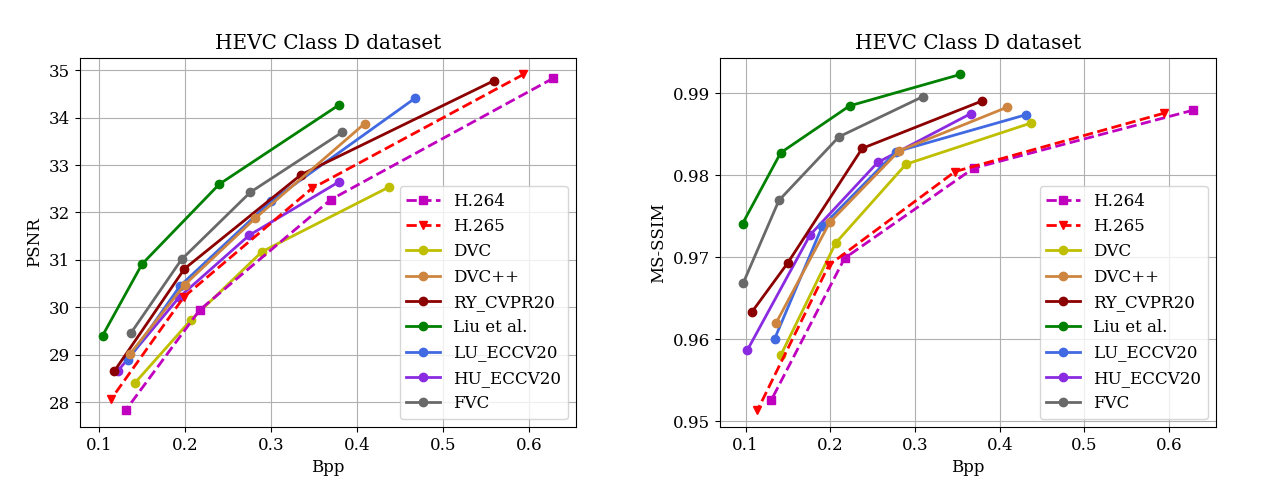 HEVC Class D dataset
35
34
33
32
31
30
29
28
PSNR
H.264
H.265
DVC
DVC++
RY_CVPR20
Liu et al.
LU_ECCV20
HU_ECCV20
FVC
0.1 0.2 0.3 0.4 0.5 0.6
Bpp
HEVC Class D dataset
0.99
0.98
0.97
0.96
0.95
MS-SSIM
H.264
H.265
DVC
DVC++
RY_CVPR20
Liu et al.
LU_ECCV20
HU_ECCV20
FVC
0.1 0.2 0.3 0.4 0.5 0.6
Bpp